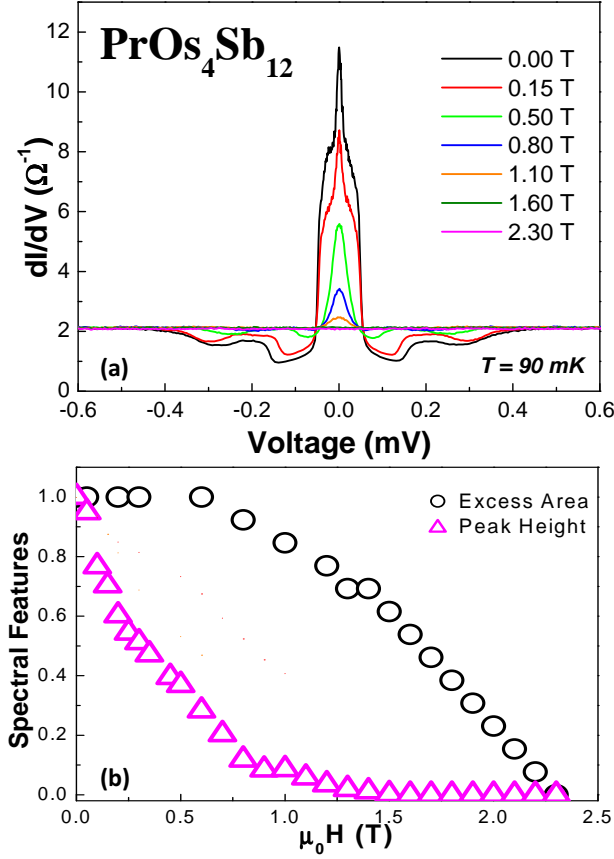 PrOs₄Sb₁₂
0.00 T
0.15 T
0.50 T
0.80 T
1.10 T
1.60 T
2.30 T
12
10
8
6
4
2
0
dI/dV (Ω⁻¹)
(a)
T = 90 mK
-0.6 -0.4 -0.2 0.0 0.2 0.4 0.6
Voltage (mV)
Excess Area
Peak Height
1.0
0.8
0.6
0.4
0.2
0.0
Spectral Features
(b)
0.0 0.5 1.0 1.5 2.0 2.5
μ₀H (T)